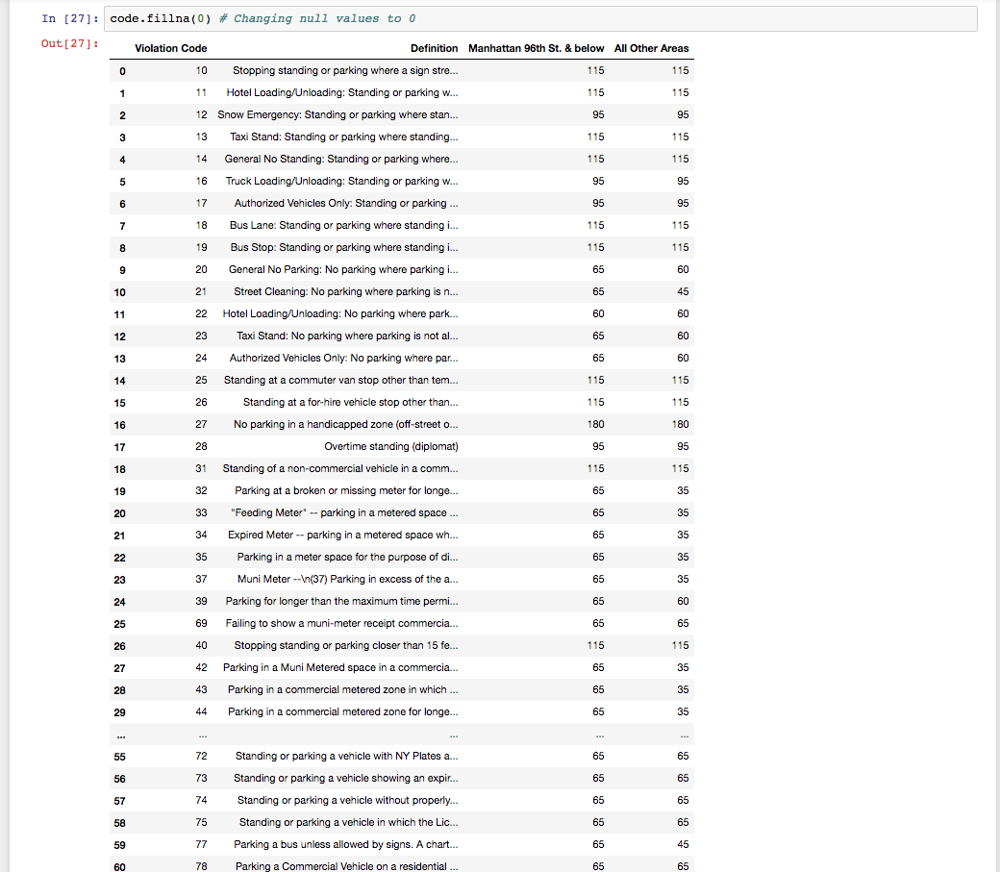 In [27]: code.fillna(0) # Changing null values to 0
Out[27]:
Violation Code Definition Manhattan 96th St. & below All Other Areas
0 10 Stopping standing or parking where a sign stre... 115 115
1 11 Hotel Loading/Unloading: Standing or parking w... 115 115
2 12 Snow Emergency: Standing or parking where stan... 95 95
3 13 Taxi Stand: Standing or parking where standing... 115 115
4 14 General No Standing: Standing or parking where... 115 115
5 16 Truck Loading/Unloading: Standing or parking w... 95 95
6 17 Authorized Vehicles Only: Standing or parking ... 95 95
7 18 Bus Lane: Standing or parking where standing i... 115 115
8 19 Bus Stop: Standing or parking where standing i... 115 115
9 20 General No Parking: No parking where parking i... 65 60
10 21 Street Cleaning: No parking where parking is n... 65 45
11 22 Hotel Loading/Unloading: No parking where park... 60 60
12 23 Taxi Stand: No parking where parking is not al... 65 60
13 24 Authorized Vehicles Only: No parking where par... 65 60
14 25 Standing at a commuter van stop other than tem... 115 115
15 26 Standing at a for-hire vehicle stop other than... 115 115
16 27 No parking in a handicapped zone (off-street o... 180 180
17 28 Overtime standing (diplomat) 95 95
18 31 Standing of a non-commercial vehicle in a comm... 115 115
19 32 Parking at a broken or missing meter for longe... 65 35
20 33 "Feeding Meter" -- parking in a metered space ... 65 35
21 34 Expired Meter -- parking in a metered space wh... 65 35
22 35 Parking in a meter space for the purpose of di... 65 35
23 37 Muni Meter --\n(37) Parking in excess of the a... 65 35
24 39 Parking for longer than the maximum time permi... 65 60
25 69 Failing to show a muni-meter receipt commercia... 65 65
26 40 Stopping standing or parking closer than 15 fe... 115 115
27 42 Parking in a Muni Metered space in a commercia... 65 35
28 43 Parking in a commercial metered zone in which ... 65 35
29 44 Parking in a commercial metered zone for longe... 65 35
... ... ... ... ...
55 72 Standing or parking a vehicle with NY Plates a... 65 65
56 73 Standing or parking a vehicle showing an expir... 65 65
57 74 Standing or parking a vehicle without properly... 65 65
58 75 Standing or parking a vehicle in which the Lic... 65 65
59 77 Parking a bus unless allowed by signs. A chart... 65 45
60 78 Parking a Commercial Vehicle on a residential ... 65 65